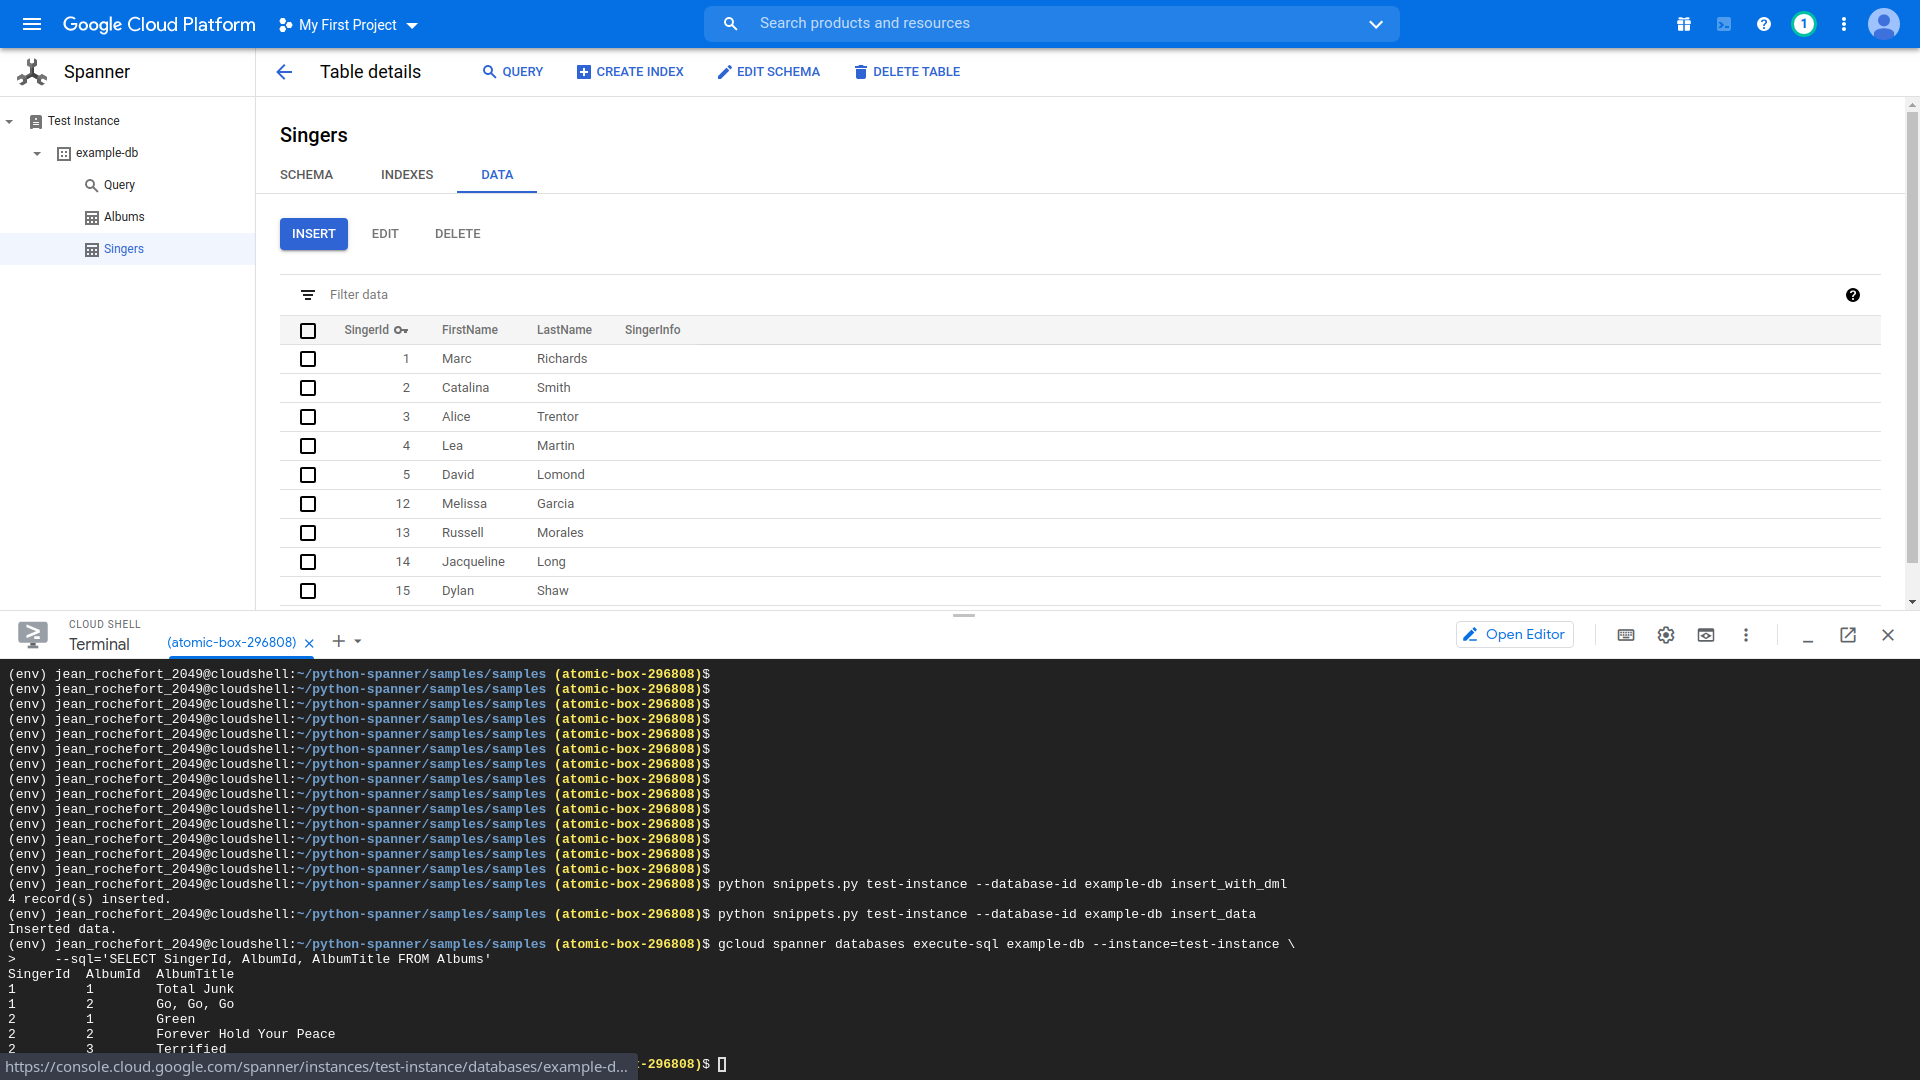 Google Cloud Platform My First Project Search products and resources 1
Spanner Table details QUERY CREATE INDEX EDIT SCHEMA DELETE TABLE
Test Instance
example-db
Query
Albums
Singers
Singers
SCHEMA INDEXES DATA
INSERT EDIT DELETE
Filter data
SingerId FirstName LastName SingerInfo
1 Marc Richards
2 Catalina Smith
3 Alice Trentor
4 Lea Martin
5 David Lomond
12 Melissa Garcia
13 Russell Morales
14 Jacqueline Long
15 Dylan Shaw
CLOUD SHELL
Terminal (atomic-box-296808) Open Editor
(env) jean_rochefort_2049@cloudshell:~/python-spanner/samples/samples (atomic-box-296808)$
(env) jean_rochefort_2049@cloudshell:~/python-spanner/samples/samples (atomic-box-296808)$
(env) jean_rochefort_2049@cloudshell:~/python-spanner/samples/samples (atomic-box-296808)$
(env) jean_rochefort_2049@cloudshell:~/python-spanner/samples/samples (atomic-box-296808)$
(env) jean_rochefort_2049@cloudshell:~/python-spanner/samples/samples (atomic-box-296808)$
(env) jean_rochefort_2049@cloudshell:~/python-spanner/samples/samples (atomic-box-296808)$
(env) jean_rochefort_2049@cloudshell:~/python-spanner/samples/samples (atomic-box-296808)$
(env) jean_rochefort_2049@cloudshell:~/python-spanner/samples/samples (atomic-box-296808)$
(env) jean_rochefort_2049@cloudshell:~/python-spanner/samples/samples (atomic-box-296808)$
(env) jean_rochefort_2049@cloudshell:~/python-spanner/samples/samples (atomic-box-296808)$
(env) jean_rochefort_2049@cloudshell:~/python-spanner/samples/samples (atomic-box-296808)$
(env) jean_rochefort_2049@cloudshell:~/python-spanner/samples/samples (atomic-box-296808)$
(env) jean_rochefort_2049@cloudshell:~/python-spanner/samples/samples (atomic-box-296808)$
(env) jean_rochefort_2049@cloudshell:~/python-spanner/samples/samples (atomic-box-296808)$
(env) jean_rochefort_2049@cloudshell:~/python-spanner/samples/samples (atomic-box-296808)$ python snippets.py test-instance --database-id example-db insert_with_dml
4 record(s) inserted.
(env) jean_rochefort_2049@cloudshell:~/python-spanner/samples/samples (atomic-box-296808)$ python snippets.py test-instance --database-id example-db insert_data
Inserted data.
(env) jean_rochefort_2049@cloudshell:~/python-spanner/samples/samples (atomic-box-296808)$ gcloud spanner databases execute-sql example-db --instance=test-instance \
> --sql='SELECT SingerId, AlbumId, AlbumTitle FROM Albums'
SingerId AlbumId AlbumTitle
1 1 Total Junk
1 2 Go, Go, Go
2 1 Green
2 2 Forever Hold Your Peace
2 3 Terrified
https://console.cloud.google.com/spanner/instances/test-instance/databases/example-d... -296808)$